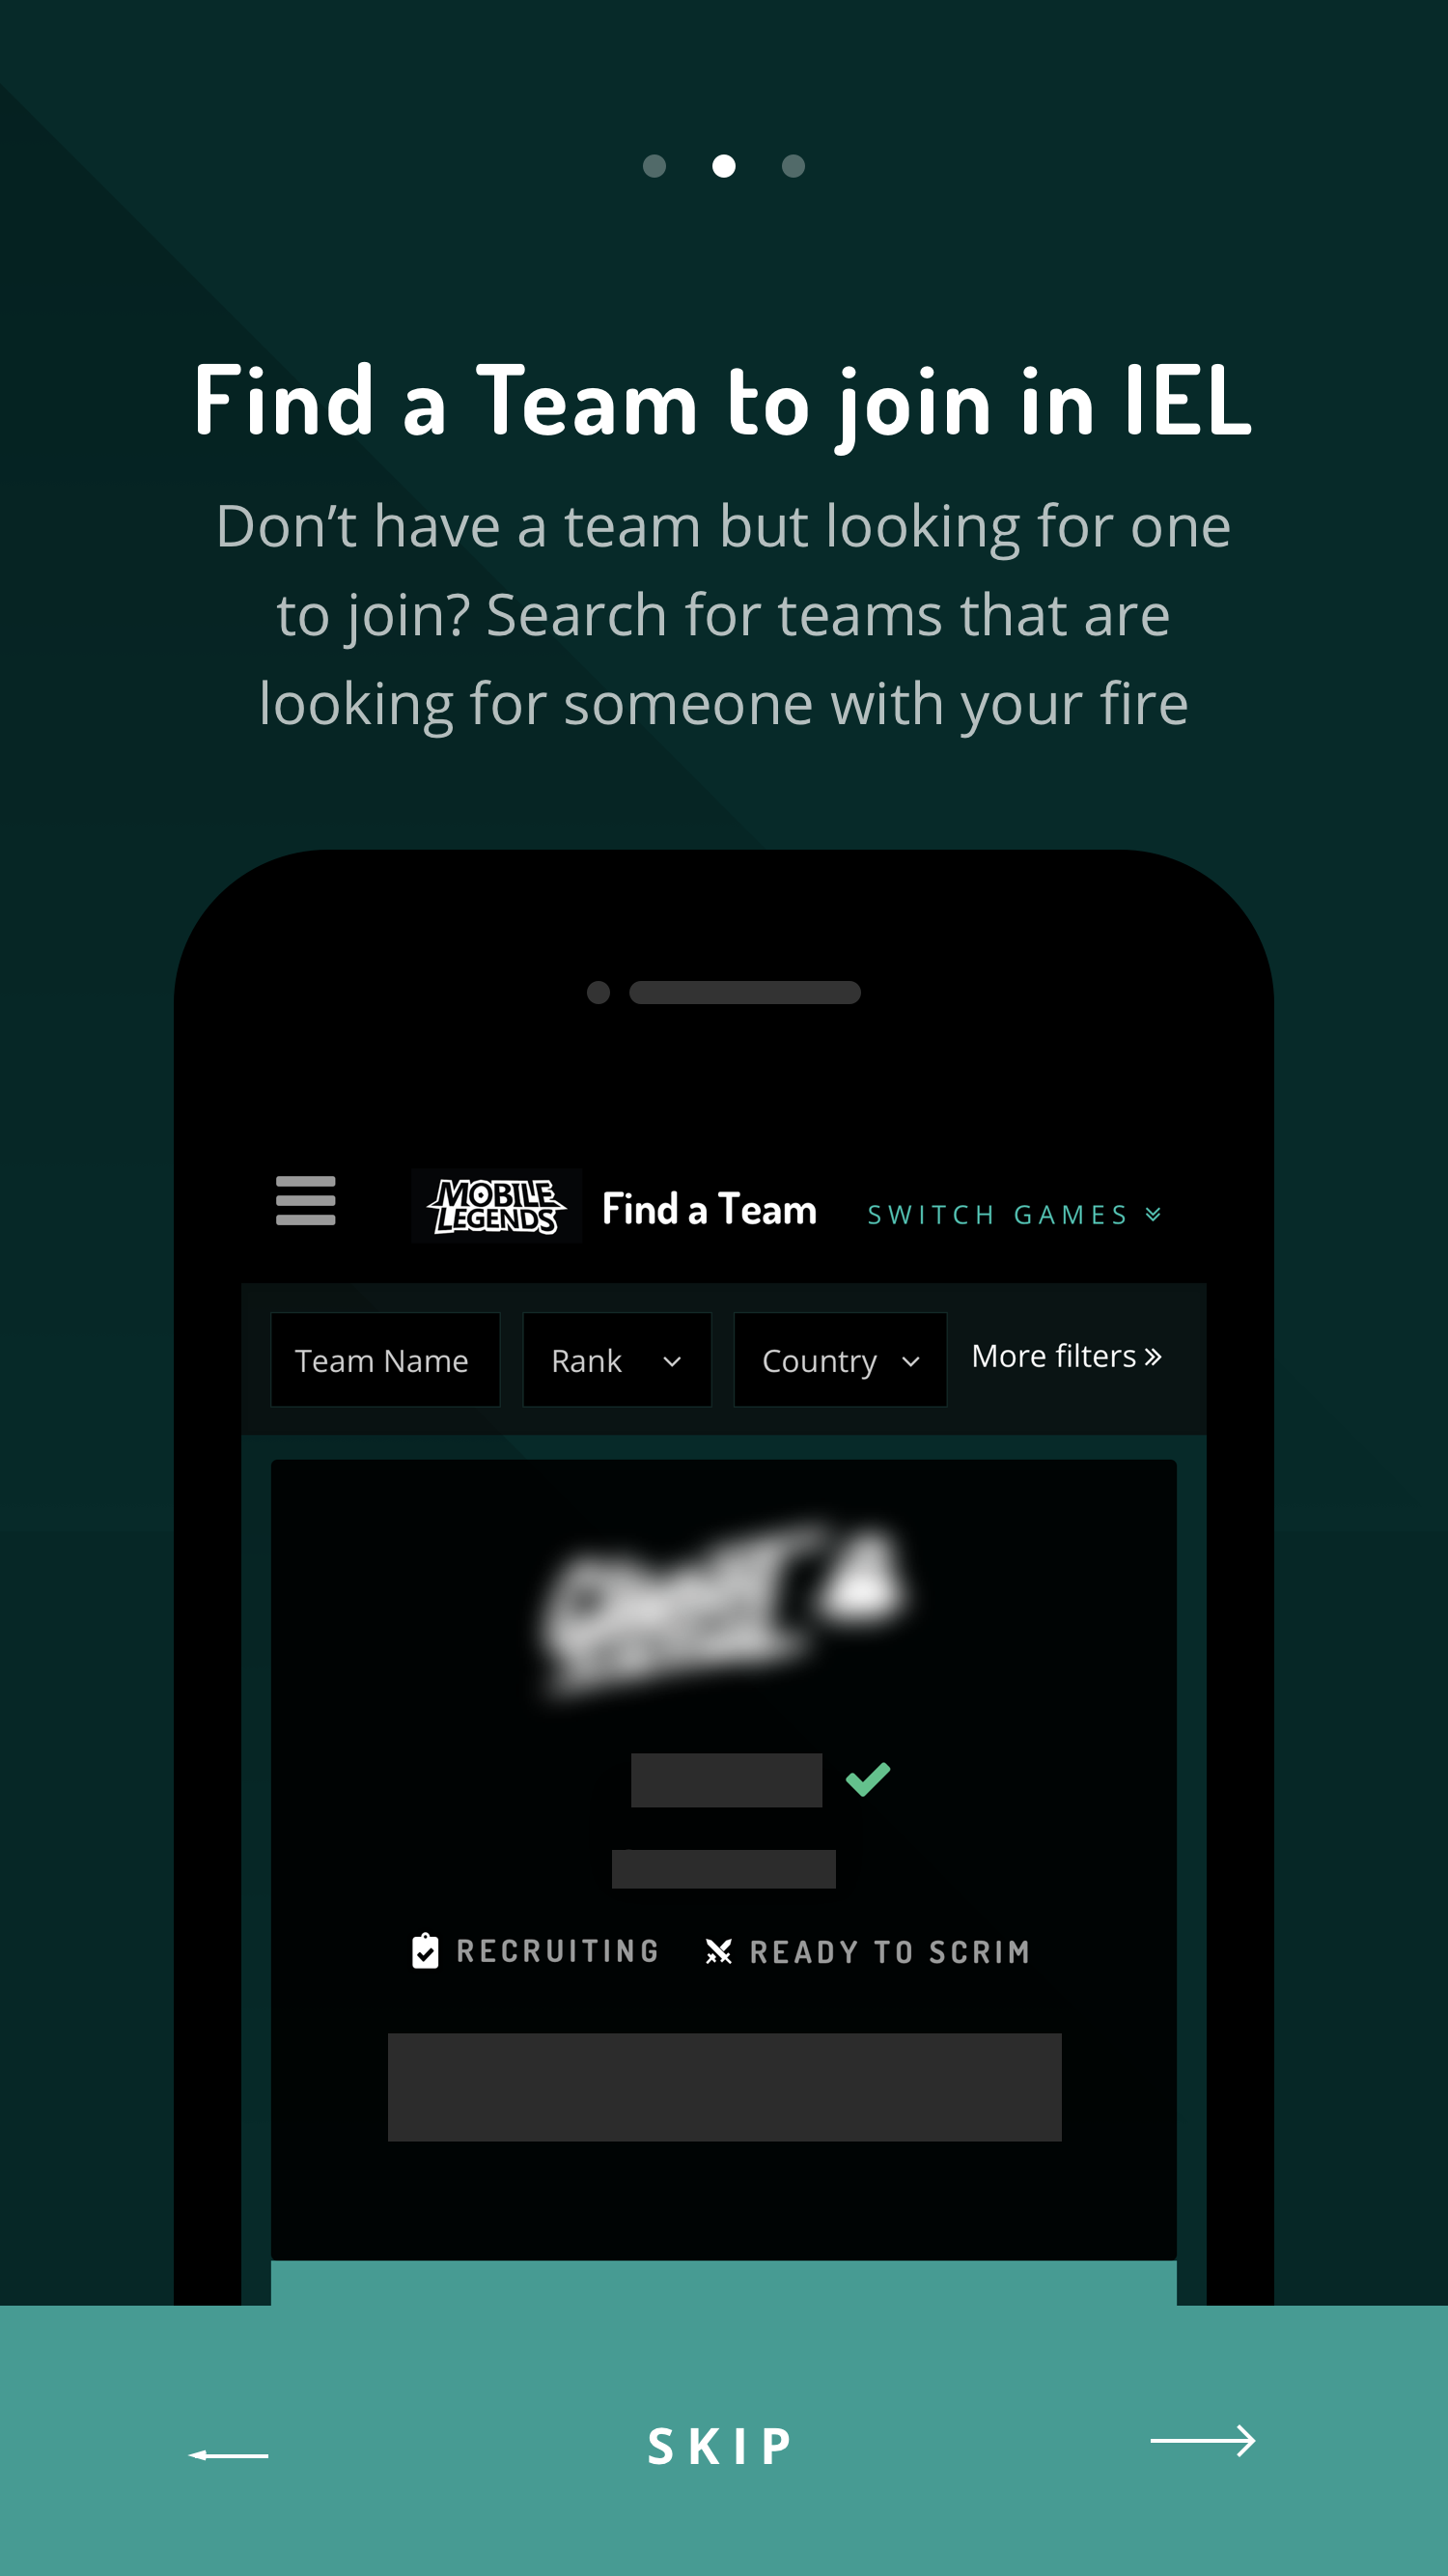 Find a Team to join in IEL
Don’t have a team but looking for one
to join? Search for teams that are
looking for someone with your fire
MOBILE
LEGENDS
Find a Team
SWITCH GAMES
Team Name
Rank
Country
More filters
RECRUITING
READY TO SCRIM
SKIP